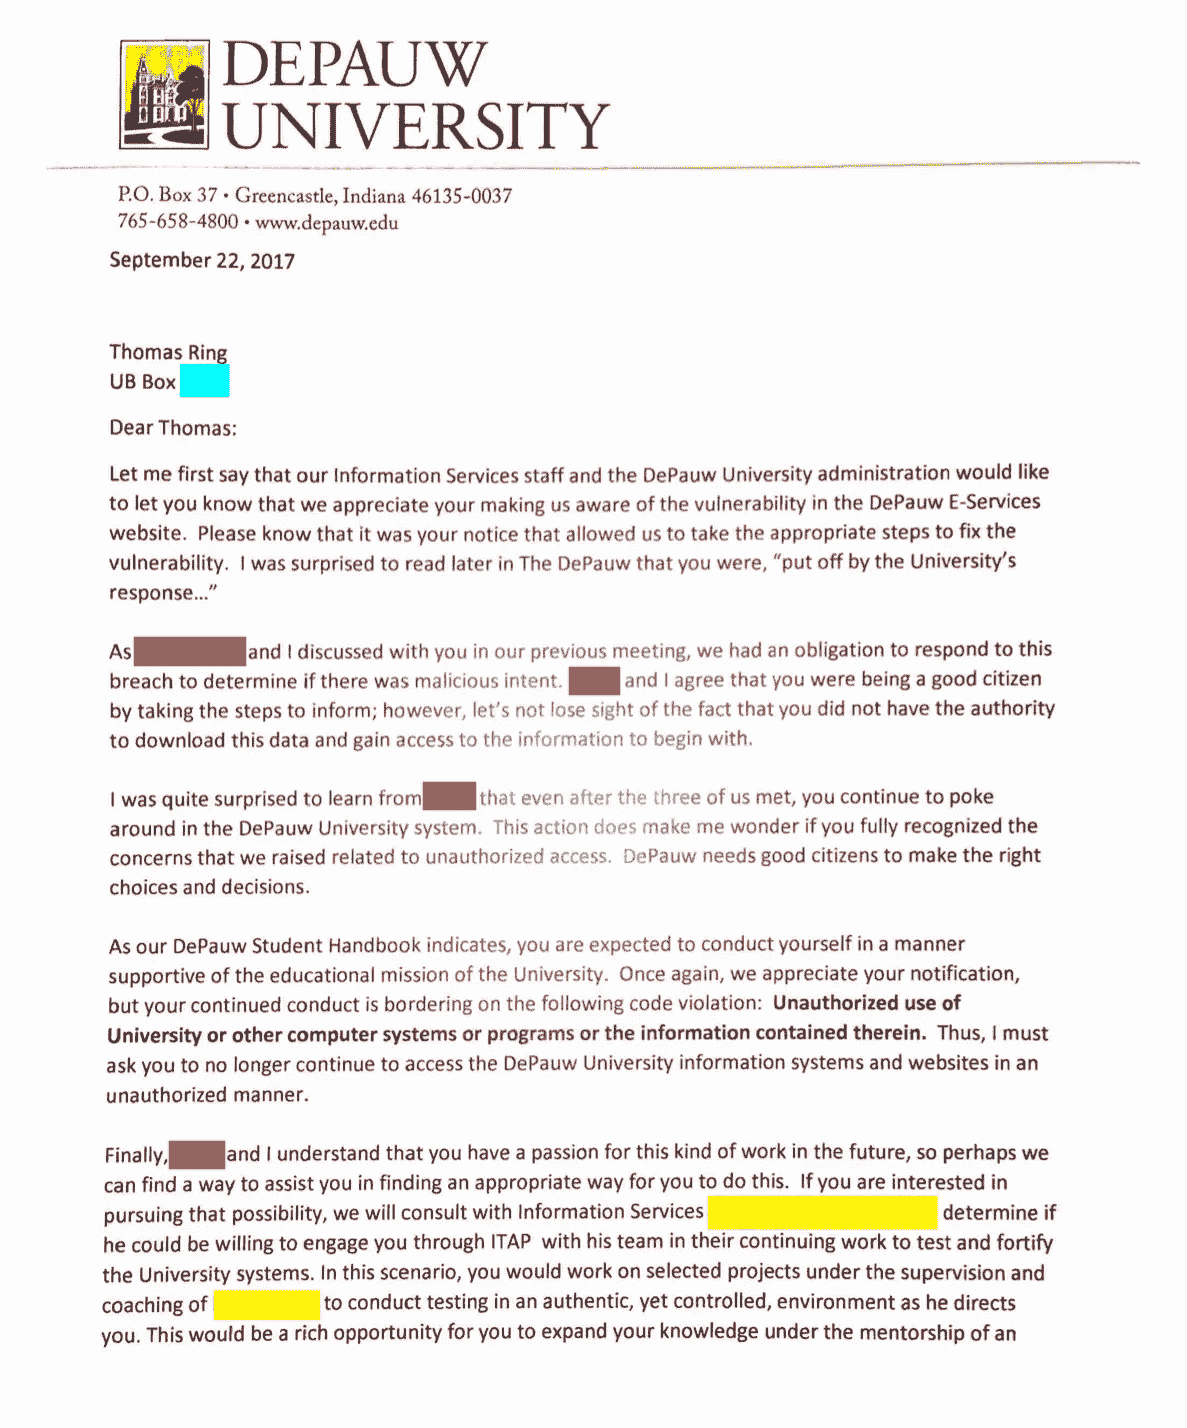 DEPAUW
UNIVERSITY
P.O. Box 37 • Greencastle, Indiana 46135-0037
765-658-4800 • www.depauw.edu
September 22, 2017
Thomas Ring
UB Box
Dear Thomas:
Let me first say that our Information Services staff and the DePauw University administration would like
to let you know that we appreciate your making us aware of the vulnerability in the DePauw E-Services
website. Please know that it was your notice that allowed us to take the appropriate steps to fix the
vulnerability. I was surprised to read later in The DePauw that you were, "put off by the University's
response..."
As and I discussed with you in our previous meeting, we had an obligation to respond to this
breach to determine if there was malicious intent. and I agree that you were being a good citizen
by taking the steps to inform; however, let's not lose sight of the fact that you did not have the authority
to download this data and gain access to the information to begin with.
I was quite surprised to learn from that even after the three of us met, you continue to poke
around in the DePauw University system. This action does make me wonder if you fully recognized the
concerns that we raised related to unauthorized access. DePauw needs good citizens to make the right
choices and decisions.
As our DePauw Student Handbook indicates, you are expected to conduct yourself in a manner
supportive of the educational mission of the University. Once again, we appreciate your notification,
but your continued conduct is bordering on the following code violation: Unauthorized use of
University or other computer systems or programs or the information contained therein. Thus, I must
ask you to no longer continue to access the DePauw University information systems and websites in an
unauthorized manner.
Finally, and I understand that you have a passion for this kind of work in the future, so perhaps we
can find a way to assist you in finding an appropriate way for you to do this. If you are interested in
pursuing that possibility, we will consult with Information Services determine if
he could be willing to engage you through ITAP with his team in their continuing work to test and fortify
the University systems. In this scenario, you would work on selected projects under the supervision and
coaching of to conduct testing in an authentic, yet controlled, environment as he directs
you. This would be a rich opportunity for you to expand your knowledge under the mentorship of an